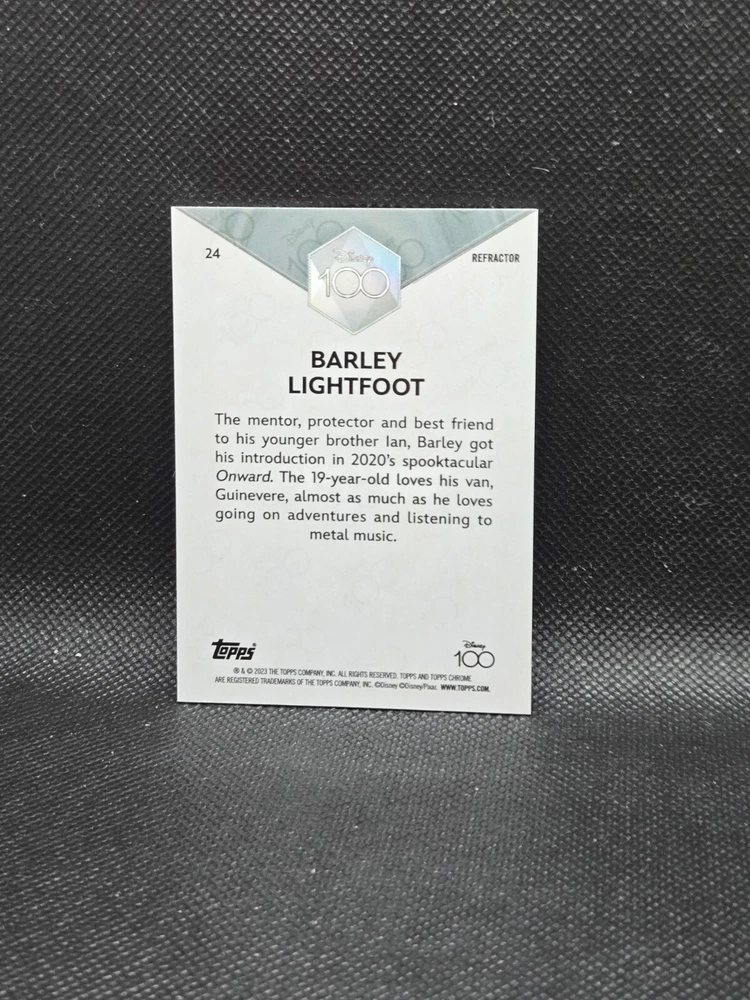 24
Disney
100
REFRACTOR
BARLEY
LIGHTFOOT
The mentor, protector and best friend
to his younger brother Ian, Barley got
his introduction in 2020's spooktacular
Onward. The 19-year-old loves his van,
Guinevere, almost as much as he loves
going on adventures and listening to
metal music.
Topps®
Disney
100
® & © 2023 THE TOPPS COMPANY, INC. ALL RIGHTS RESERVED. TOPPS AND TOPPS CHROME
ARE REGISTERED TRADEMARKS OF THE TOPPS COMPANY, INC. ©Disney ©Disney/Pixar. WWW.TOPPS.COM.